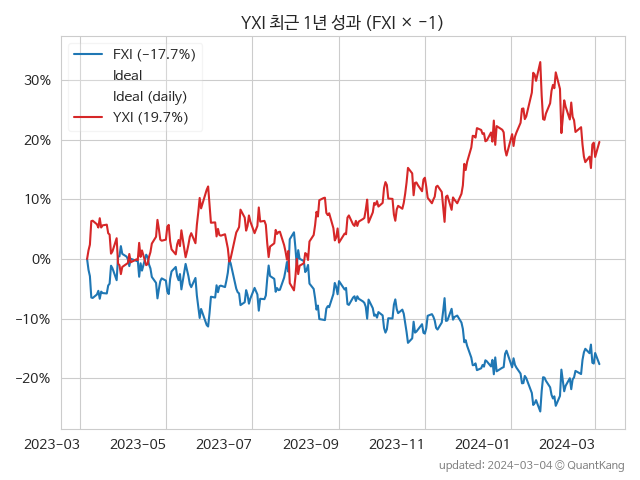 YXI 최근 1년 성과 (FXI × -1)
FXI (-17.7%)
Ideal
Ideal (daily)
YXI (19.7%)
30%
20%
10%
0%
−10%
−20%
2023-03 2023-05 2023-07 2023-09 2023-11 2024-01 2024-03
updated: 2024-03-04 © QuantKang